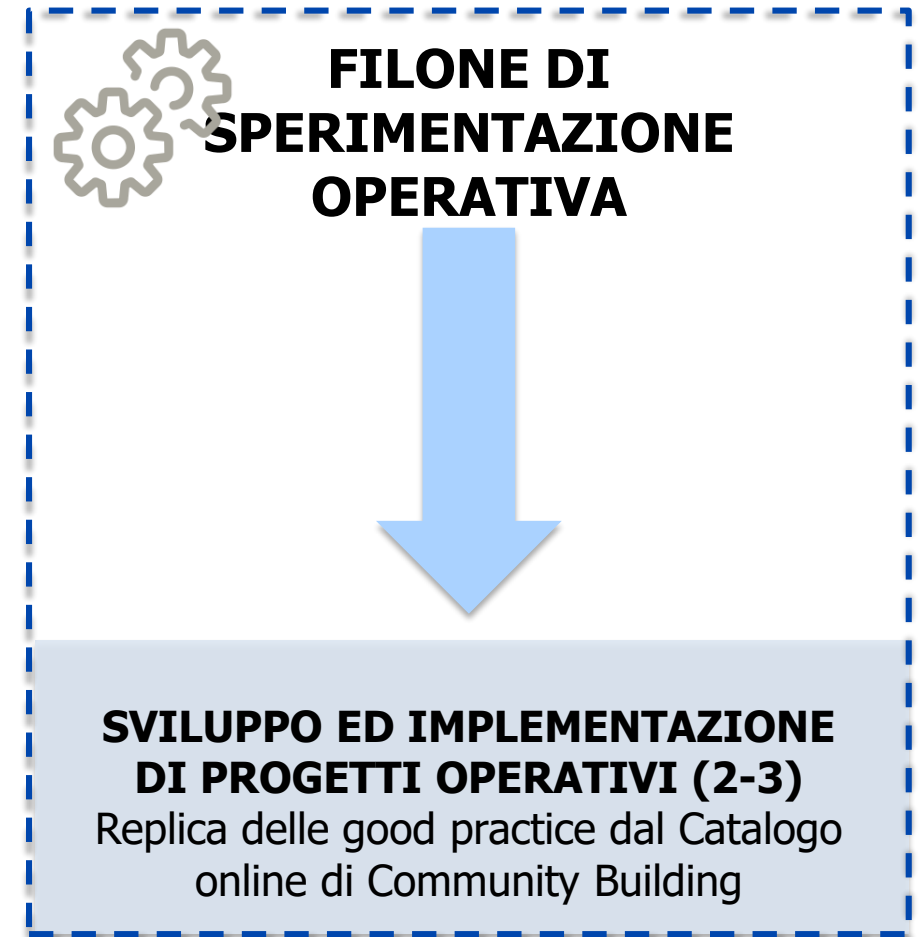 FILONE DI
SPERIMENTAZIONE
OPERATIVA
SVILUPPO ED IMPLEMENTAZIONE
DI PROGETTI OPERATIVI (2-3)
Replica delle good practice dal Catalogo
online di Community Building